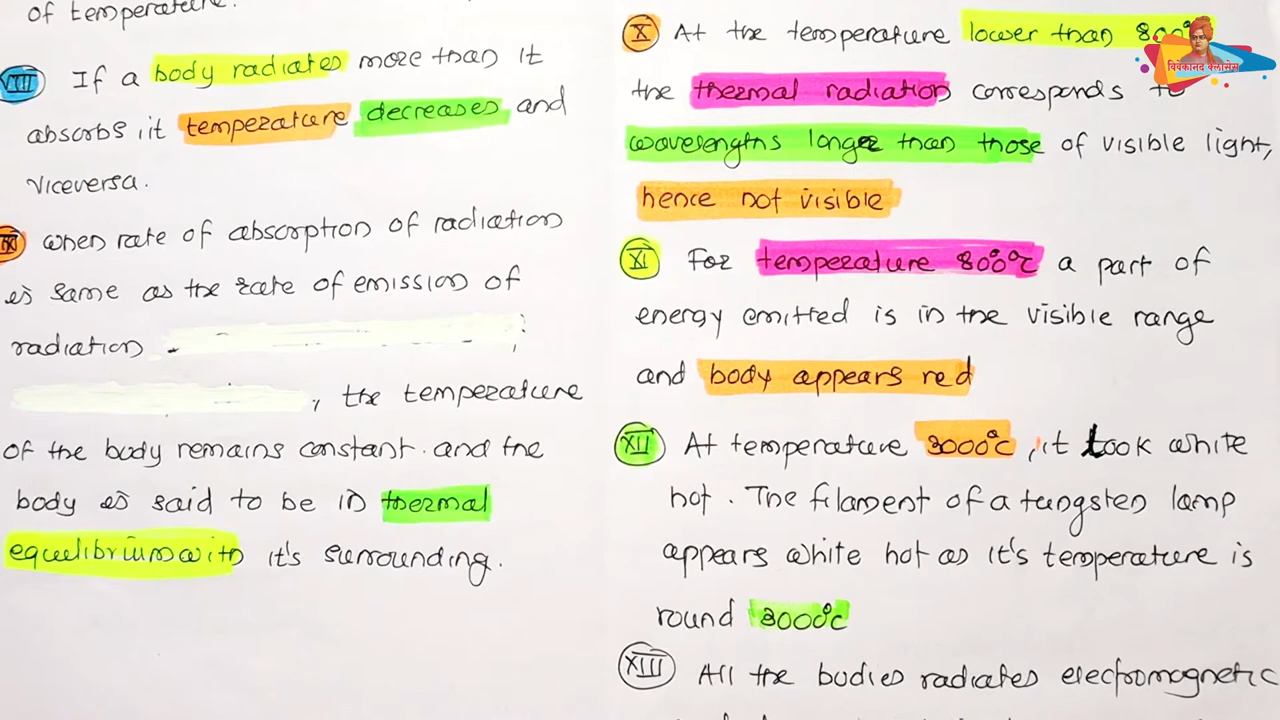 of temperature.
VIII If a body radiates more than it
absorbs it temperature decreases and
viceversa.
IX when rate of absorption of radiation
is same as the rate of emission of
radiation
, the temperature
of the body remains constant. and the
body is said to be in thermal
equilibrium with it's surrounding.
X At the temperature lower than 800°
the thermal radiation corresponds to
wavelengths longer than those of visible light,
hence not visible
XI For temperature 800°C a part of
energy emitted is in the visible range
and body appears red
XII At temperature 3000°C, it look white
hot. The filament of a tungsten lamp
appears white hot as it's temperature is
round 3000°C
XIII All the bodies radiates electromagnetic
विवेकानंद क्लासेस